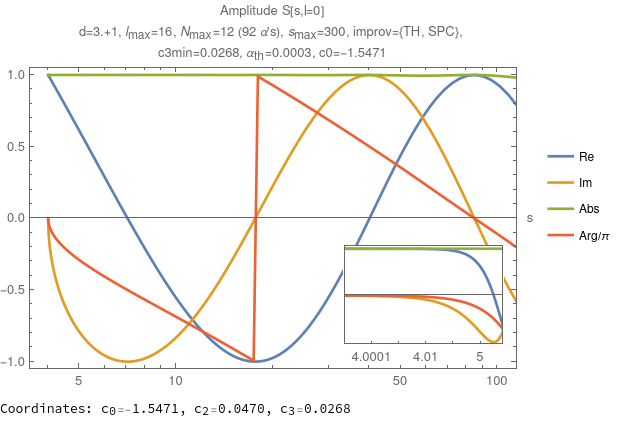 Amplitude S[s,l=0]
d=3.+1, lmax=16, Nmax=12 (92 α's), smax=300, improv={TH, SPC},
c3min=0.0268, αth=0.0003, c0=-1.5471
1.0
0.5
0.0
-0.5
-1.0
s
5
10
50
100
4.0001
4.01
5
Re
Im
Abs
Arg/π
Coordinates: c0=-1.5471, c2=0.0470, c3=0.0268